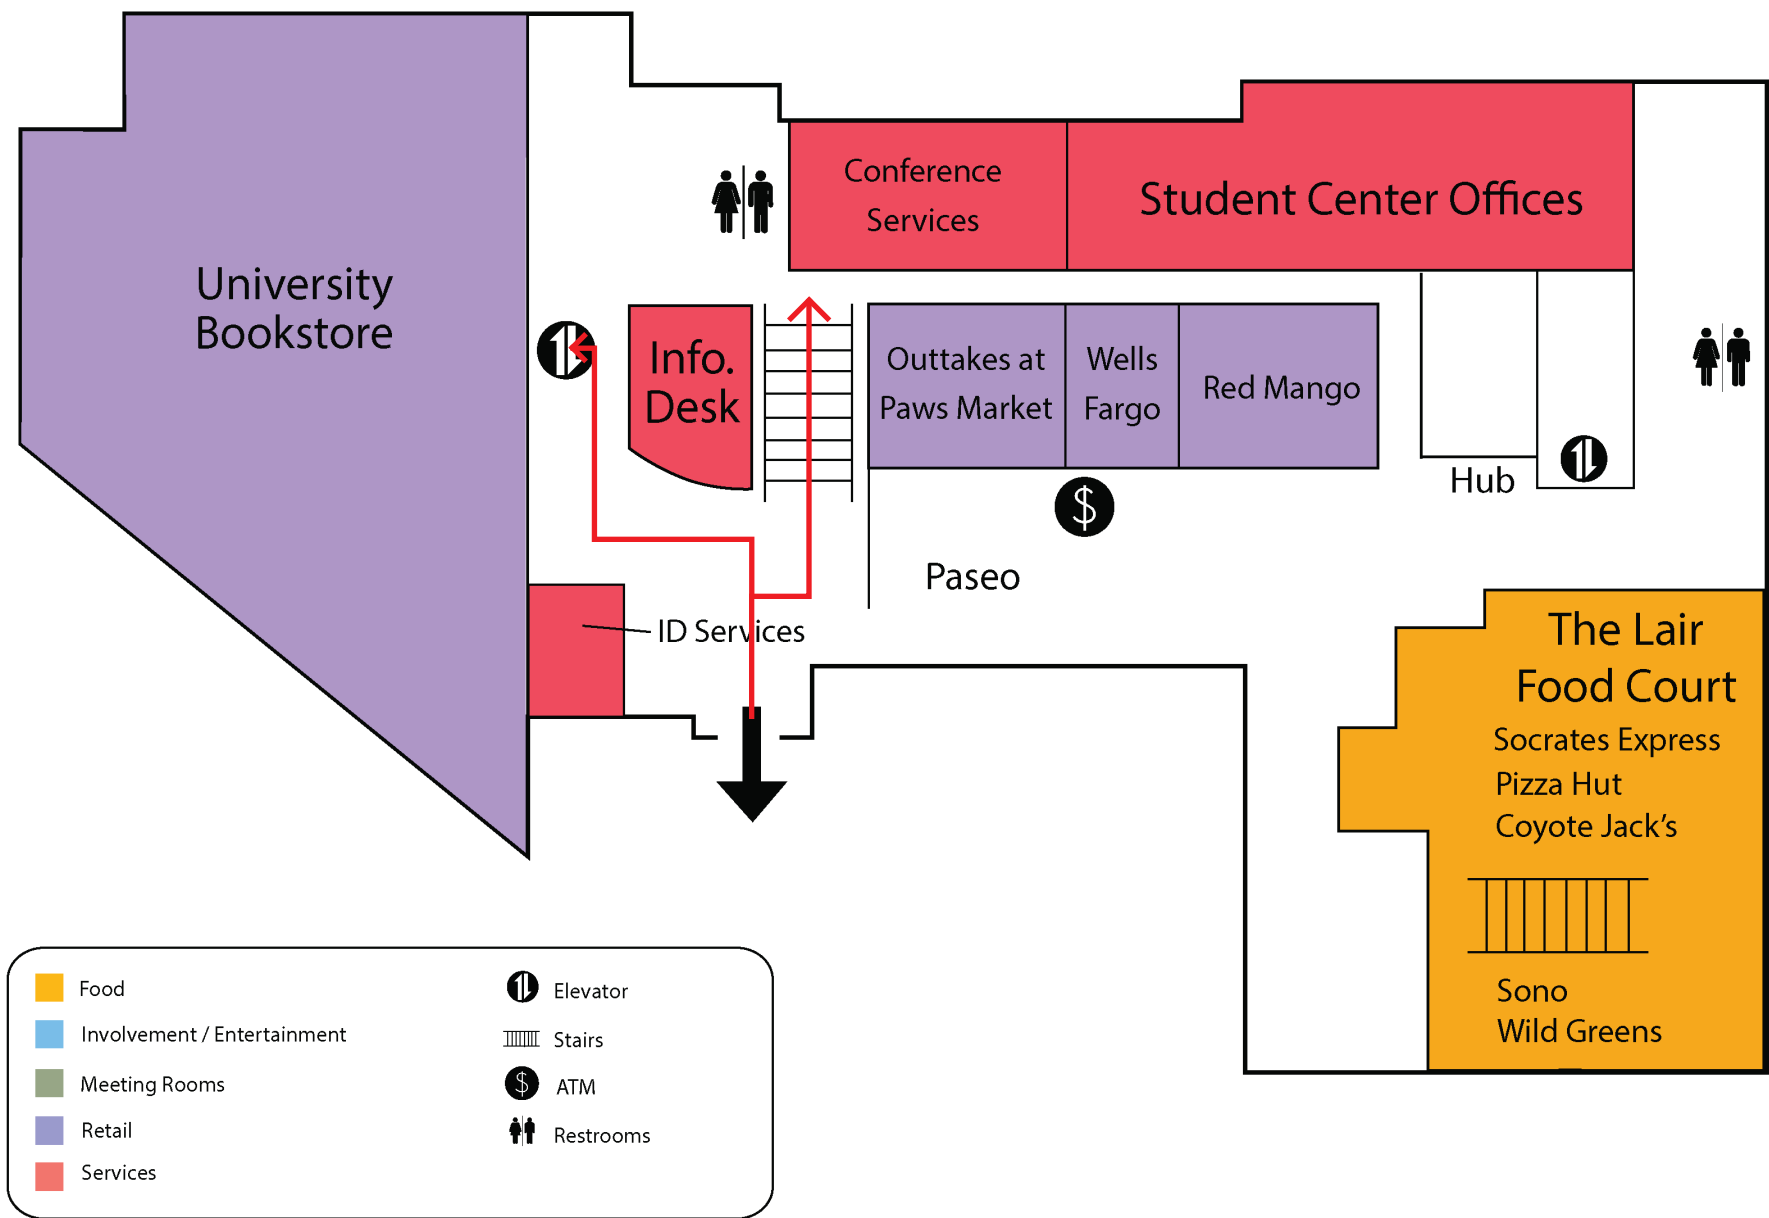 University
Bookstore
Conference
Services
Student Center Offices
Info.
Desk
Outtakes at
Paws Market
Wells
Fargo
Red Mango
Hub
$
Paseo
ID Services
The Lair
Food Court
Socrates Express
Pizza Hut
Coyote Jack's
Sono
Wild Greens
Food
Involvement / Entertainment
Meeting Rooms
Retail
Services
Elevator
Stairs
$ ATM
Restrooms